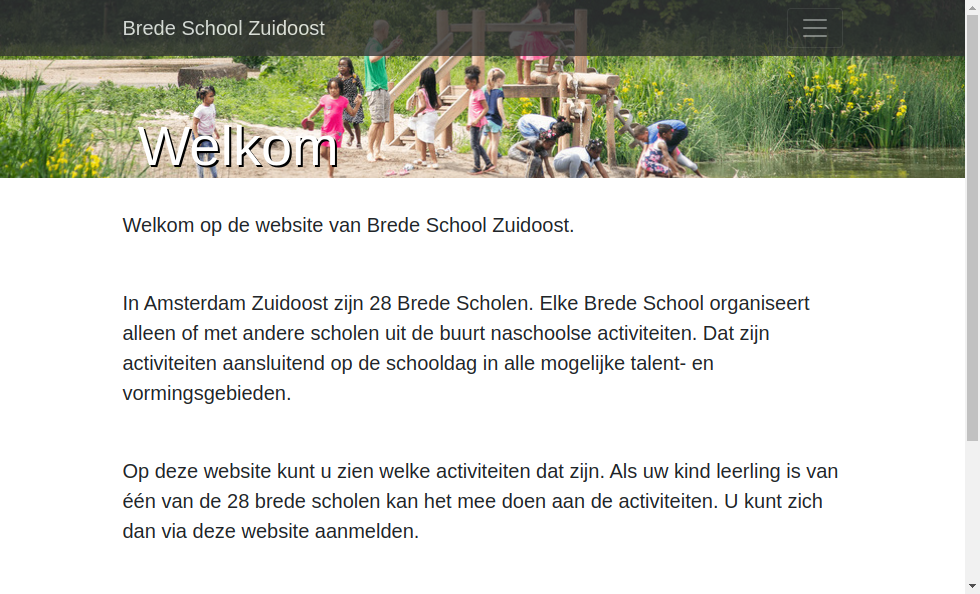 Brede School Zuidoost
Welkom
Welkom op de website van Brede School Zuidoost.
In Amsterdam Zuidoost zijn 28 Brede Scholen. Elke Brede School organiseert
alleen of met andere scholen uit de buurt naschoolse activiteiten. Dat zijn
activiteiten aansluitend op de schooldag in alle mogelijke talent- en
vormingsgebieden.
Op deze website kunt u zien welke activiteiten dat zijn. Als uw kind leerling is van
één van de 28 brede scholen kan het mee doen aan de activiteiten. U kunt zich
dan via deze website aanmelden.